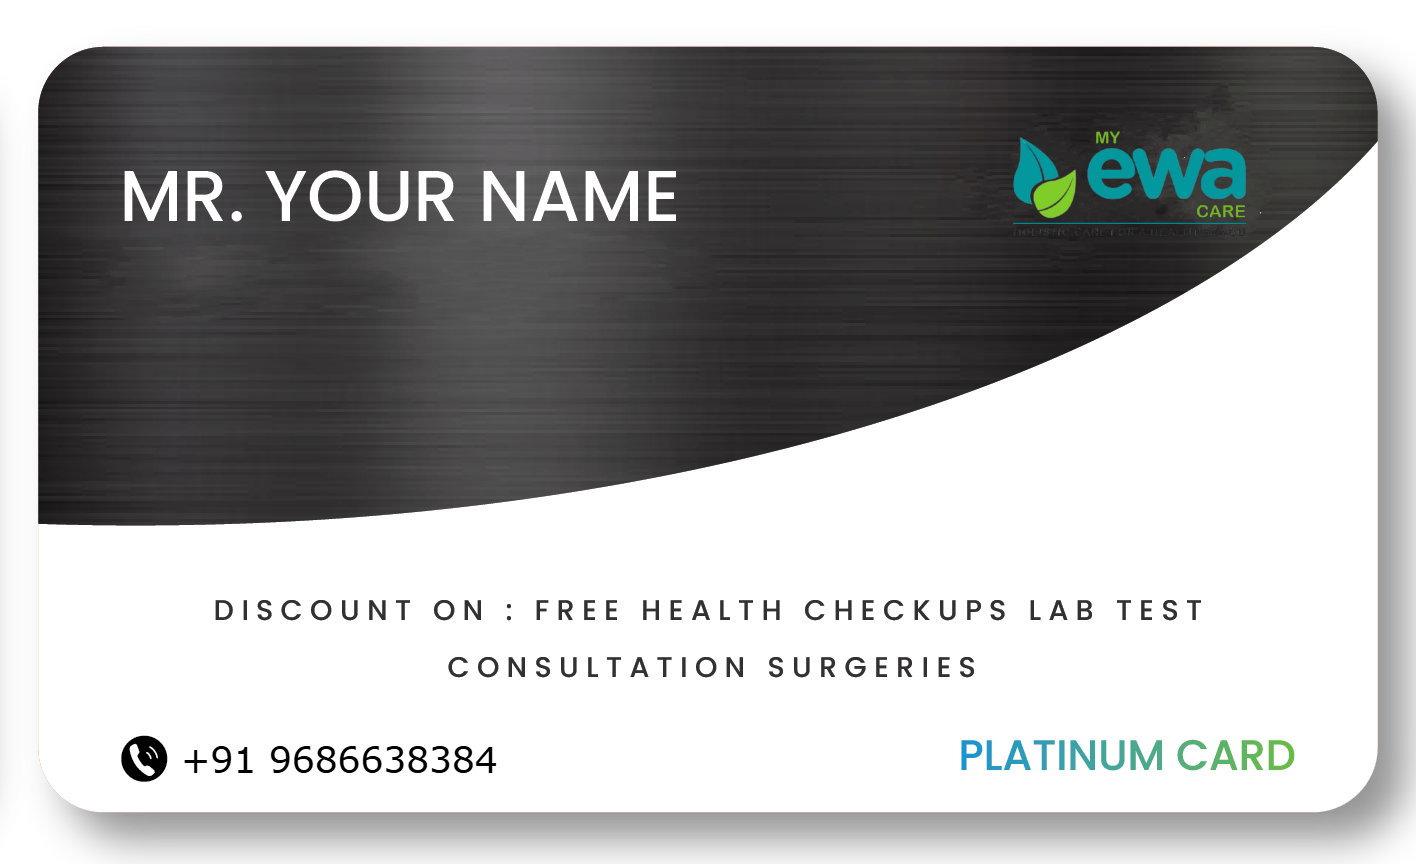 MR. YOUR NAME
MY
ewa
CARE
DISCOUNT ON : FREE HEALTH CHECKUPS LAB TEST
CONSULTATION SURGERIES
+91 9686638384
PLATINUM CARD